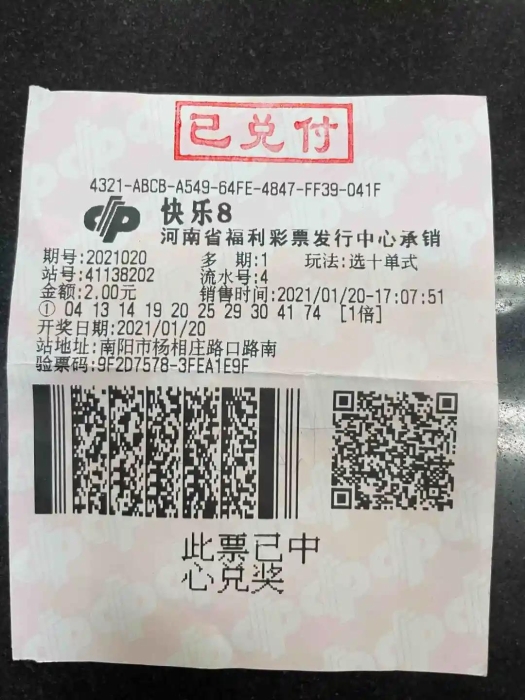 已兑付
4321-ABCB-A549-64FE-4847-FF39-041F
快乐8
河南省福利彩票发行中心承销
期号:2021020 多 期:1 玩法:选十单式
站号:41138202 流水号:4
金额:2.00元 销售时间:2021/01/20-17:07:51
① 04 13 14 19 20 25 29 30 41 74 [1倍]
开奖日期:2021/01/20
站地址:南阳市杨相庄路口路南
验票码:9F2D7578-3FEA1E9F
此票已中
心兑奖